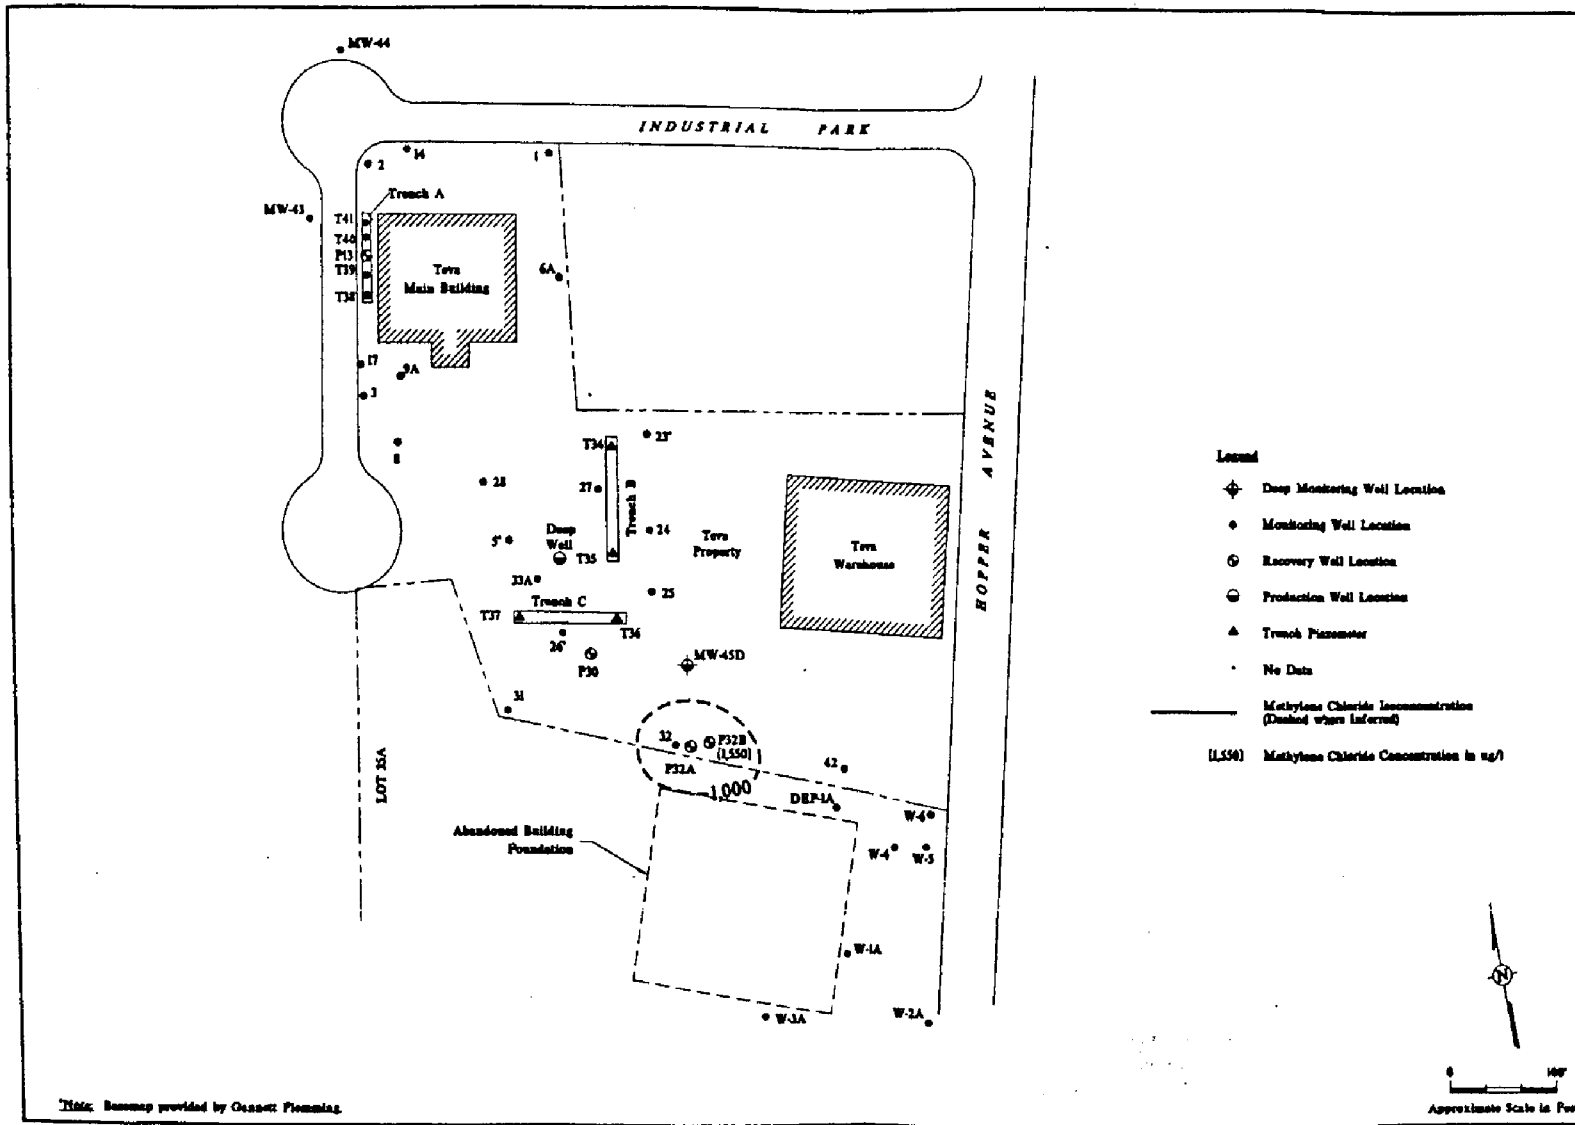 MW-44
INDUSTRIAL PARK
2
14
1
Trench A
MW-43
T41
T40
P13
T39
T38
Teva
Main Building
6A
17
9A
3
8
28
T34
23*
27
Trench B
24
5*
Deep
Well
T35
33A
25
Teva
Property
Teva
Warehouse
HOPPER AVENUE
Trench C
T37
T36
26*
P30
MW-45D
31
32
P32B
[1,550]
P32A
1,000
42
DEP-1A
W-6
W-4
W-5
LOT 35A
Abandoned Building
Foundation
W-1A
W-3A
W-2A
Legend
Deep Monitoring Well Location
Monitoring Well Location
Recovery Well Location
Production Well Location
Trench Piezometer
No Data
Methylene Chloride Isoconcentration
(Dashed where inferred)
[1,550] Methylene Chloride Concentration in ug/l
N
0 100'
Approximate Scale in Feet
*Note: Basemap provided by Gannett Flemming.